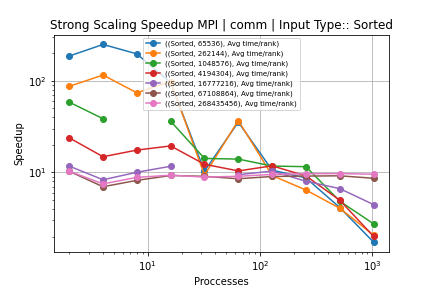 Strong Scaling Speedup MPI | comm | Input Type:: Sorted
((Sorted, 65536), Avg time/rank)
((Sorted, 262144), Avg time/rank)
((Sorted, 1048576), Avg time/rank)
((Sorted, 4194304), Avg time/rank)
((Sorted, 16777216), Avg time/rank)
((Sorted, 67108864), Avg time/rank)
((Sorted, 268435456), Avg time/rank)
Speedup
10²
10¹
10¹ 10² 10³
Proccesses